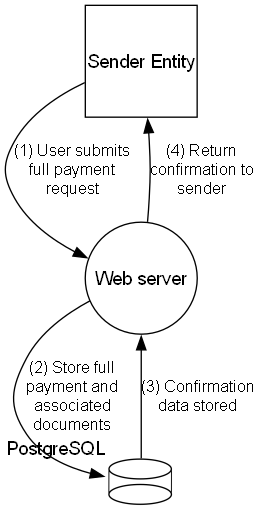 Sender Entity
(1) User submits
full payment
request
(4) Return
confirmation to
sender
Web server
(2) Store full
payment and
associated
documents
(3) Confirmation
data stored
PostgreSQL